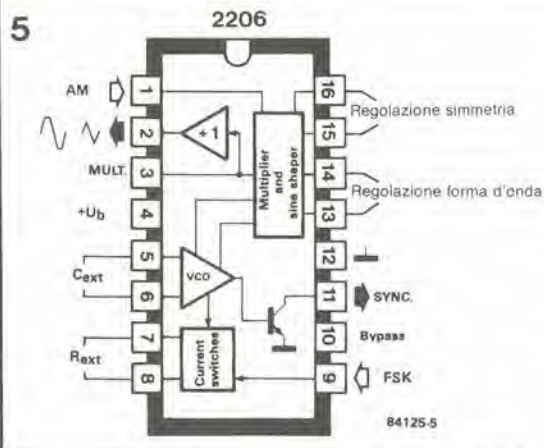 5
2206
AM
1
16
Regolazione simmetria
2
+1
15
MULT.
3
Multiplier and sine shaper
14
Regolazione forma d'onda
+Ub
4
13
Cext
5
VCO
12
6
11
SYNC.
Rext
7
Current switches
10
Bypass
8
9
FSK
84125-5